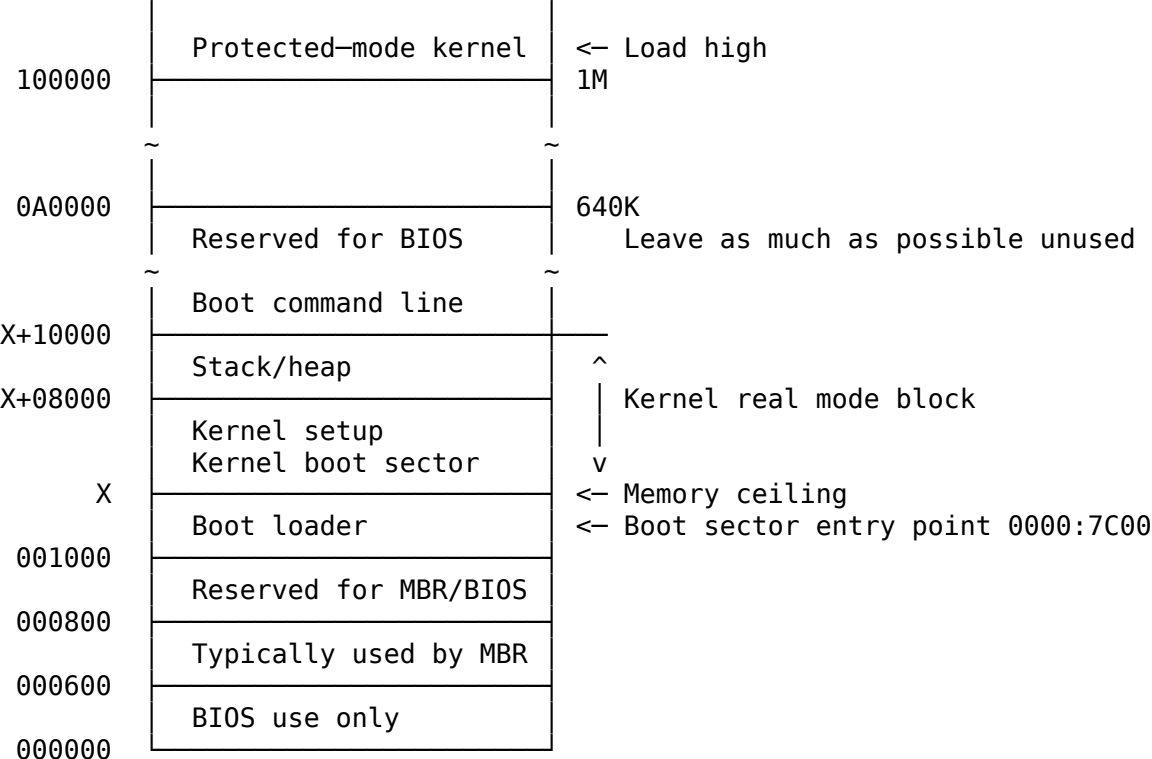 Protected-mode kernel <- Load high
100000 1M
~ ~
0A0000 640K
Reserved for BIOS Leave as much as possible unused
~ ~
Boot command line
X+10000
Stack/heap ^
X+08000 Kernel real mode block
Kernel setup
Kernel boot sector v
X <- Memory ceiling
Boot loader <- Boot sector entry point 0000:7C00
001000
Reserved for MBR/BIOS
000800
Typically used by MBR
000600
BIOS use only
000000